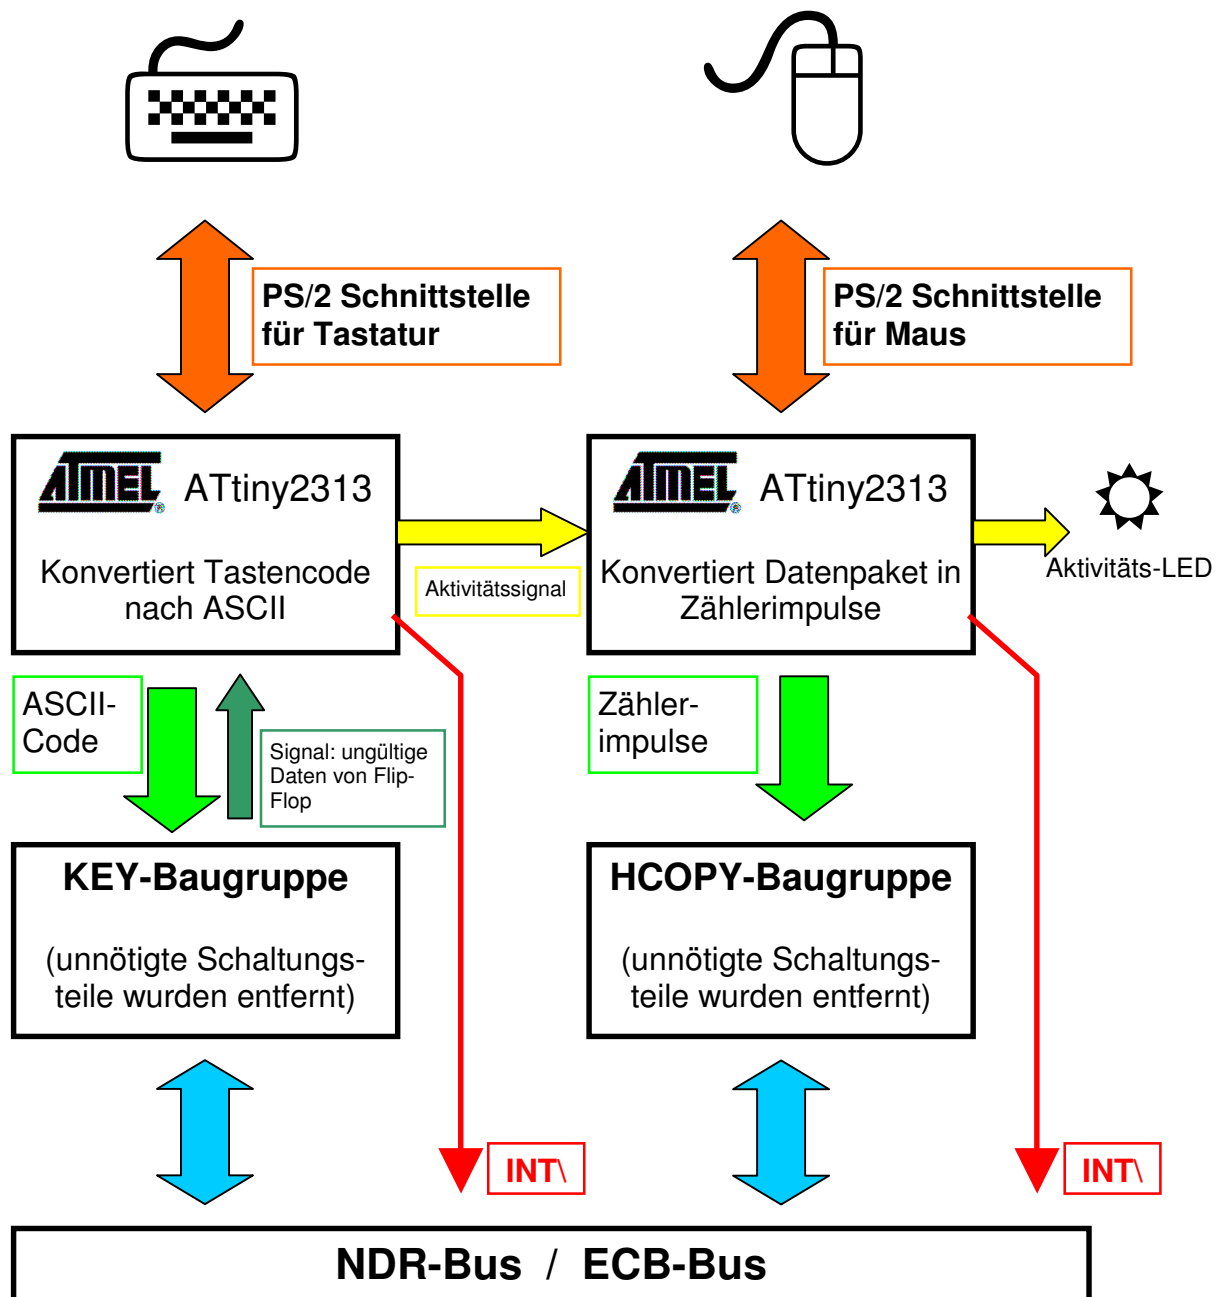 PS/2 Schnittstelle
für Tastatur
PS/2 Schnittstelle
für Maus
ATMEL ® ATtiny2313
Konvertiert Tastencode
nach ASCII
Aktivitätssignal
ATMEL ® ATtiny2313
Konvertiert Datenpaket in
Zählerimpulse
Aktivitäts-LED
ASCII-
Code
Signal: ungültige
Daten von Flip-
Flop
Zähler-
impulse
KEY-Baugruppe
(unnötigte Schaltungs-
teile wurden entfernt)
HCOPY-Baugruppe
(unnötigte Schaltungs-
teile wurden entfernt)
INT\
INT\
NDR-Bus / ECB-Bus